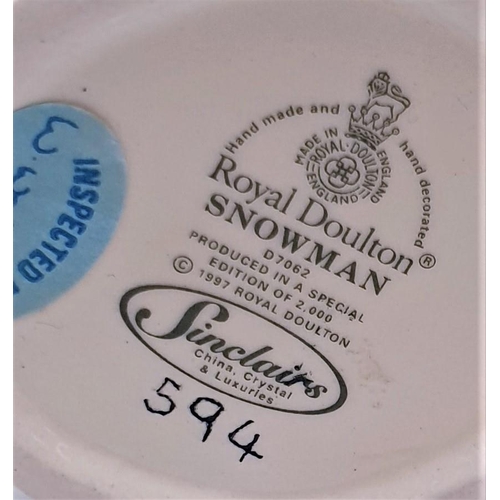 Hand made and hand decorated
MADE IN ENGLAND
ROYAL DOULTON
ENGLAND
Royal Doulton®
SNOWMAN
D7062
PRODUCED IN A SPECIAL
EDITION OF 2,000
© 1997 ROYAL DOULTON
Sinclairs
China, Crystal
& Luxuries
594
INSPECTED